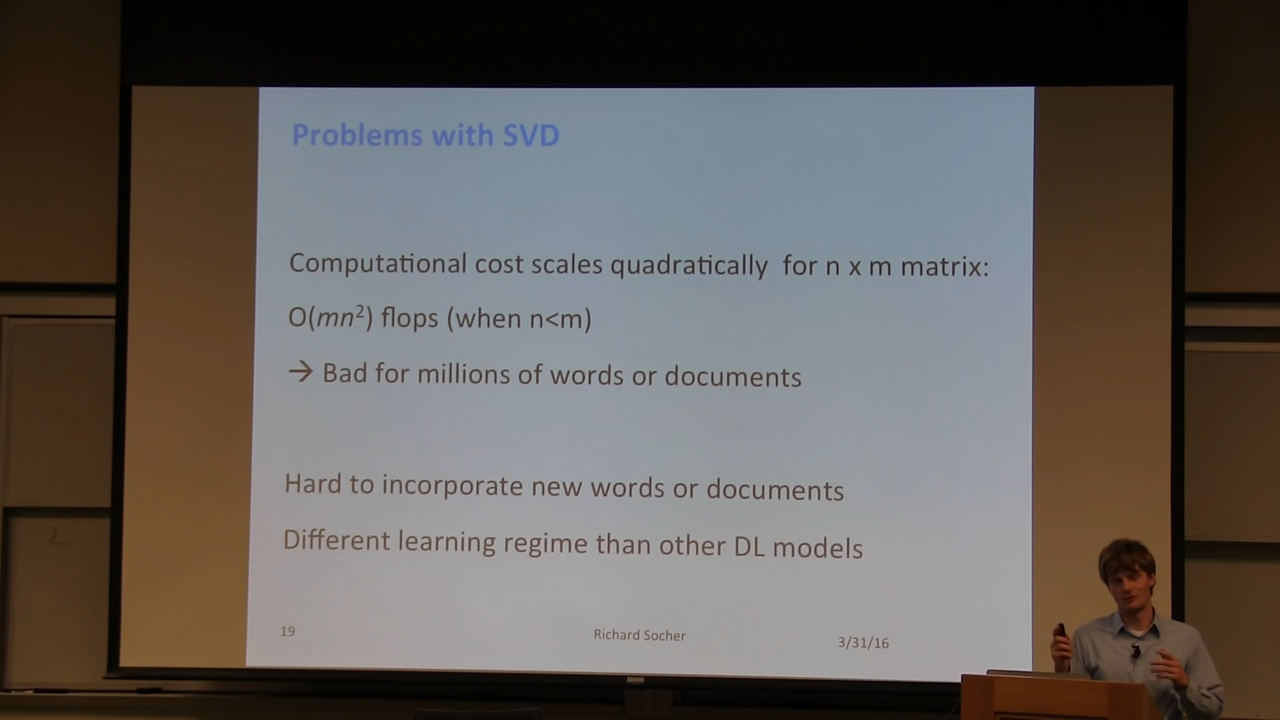 Problems with SVD
Computational cost scales quadratically for n x m matrix:
O(mn²) flops (when n<m)
→ Bad for millions of words or documents
Hard to incorporate new words or documents
Different learning regime than other DL models
19 Richard Socher 3/31/16